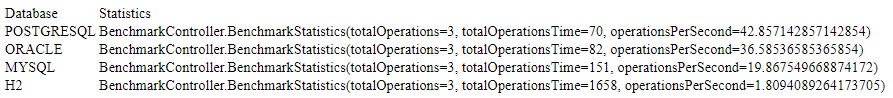 Database Statistics
POSTGRESQL BenchmarkController.BenchmarkStatistics(totalOperations=3, totalOperationsTime=70, operationsPerSecond=42.857142857142854)
ORACLE BenchmarkController.BenchmarkStatistics(totalOperations=3, totalOperationsTime=82, operationsPerSecond=36.58536585365854)
MYSQL BenchmarkController.BenchmarkStatistics(totalOperations=3, totalOperationsTime=151, operationsPerSecond=19.867549668874172)
H2 BenchmarkController.BenchmarkStatistics(totalOperations=3, totalOperationsTime=1658, operationsPerSecond=1.8094089264173705)